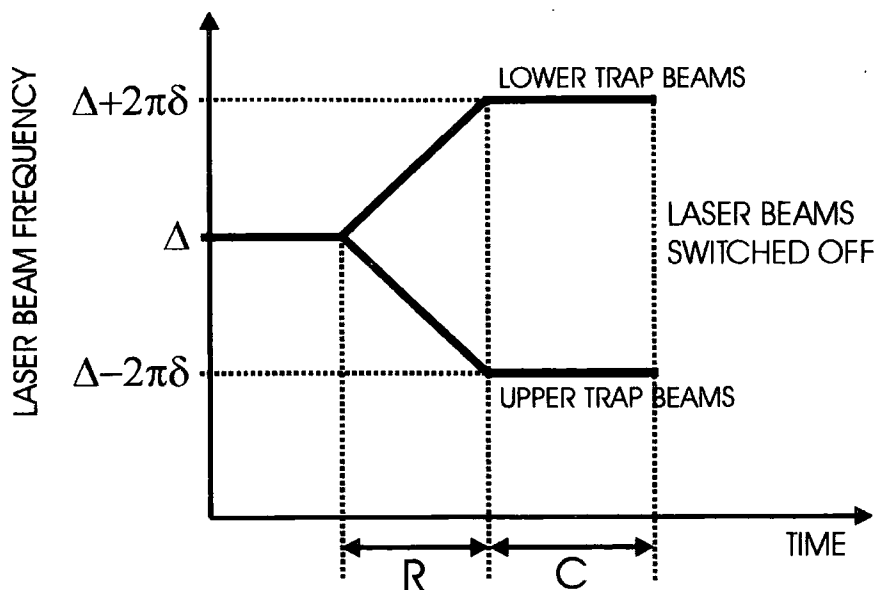 LASER BEAM FREQUENCY
Δ+2πδ
Δ
Δ−2πδ
LOWER TRAP BEAMS
LASER BEAMS
SWITCHED OFF
UPPER TRAP BEAMS
TIME
R
C